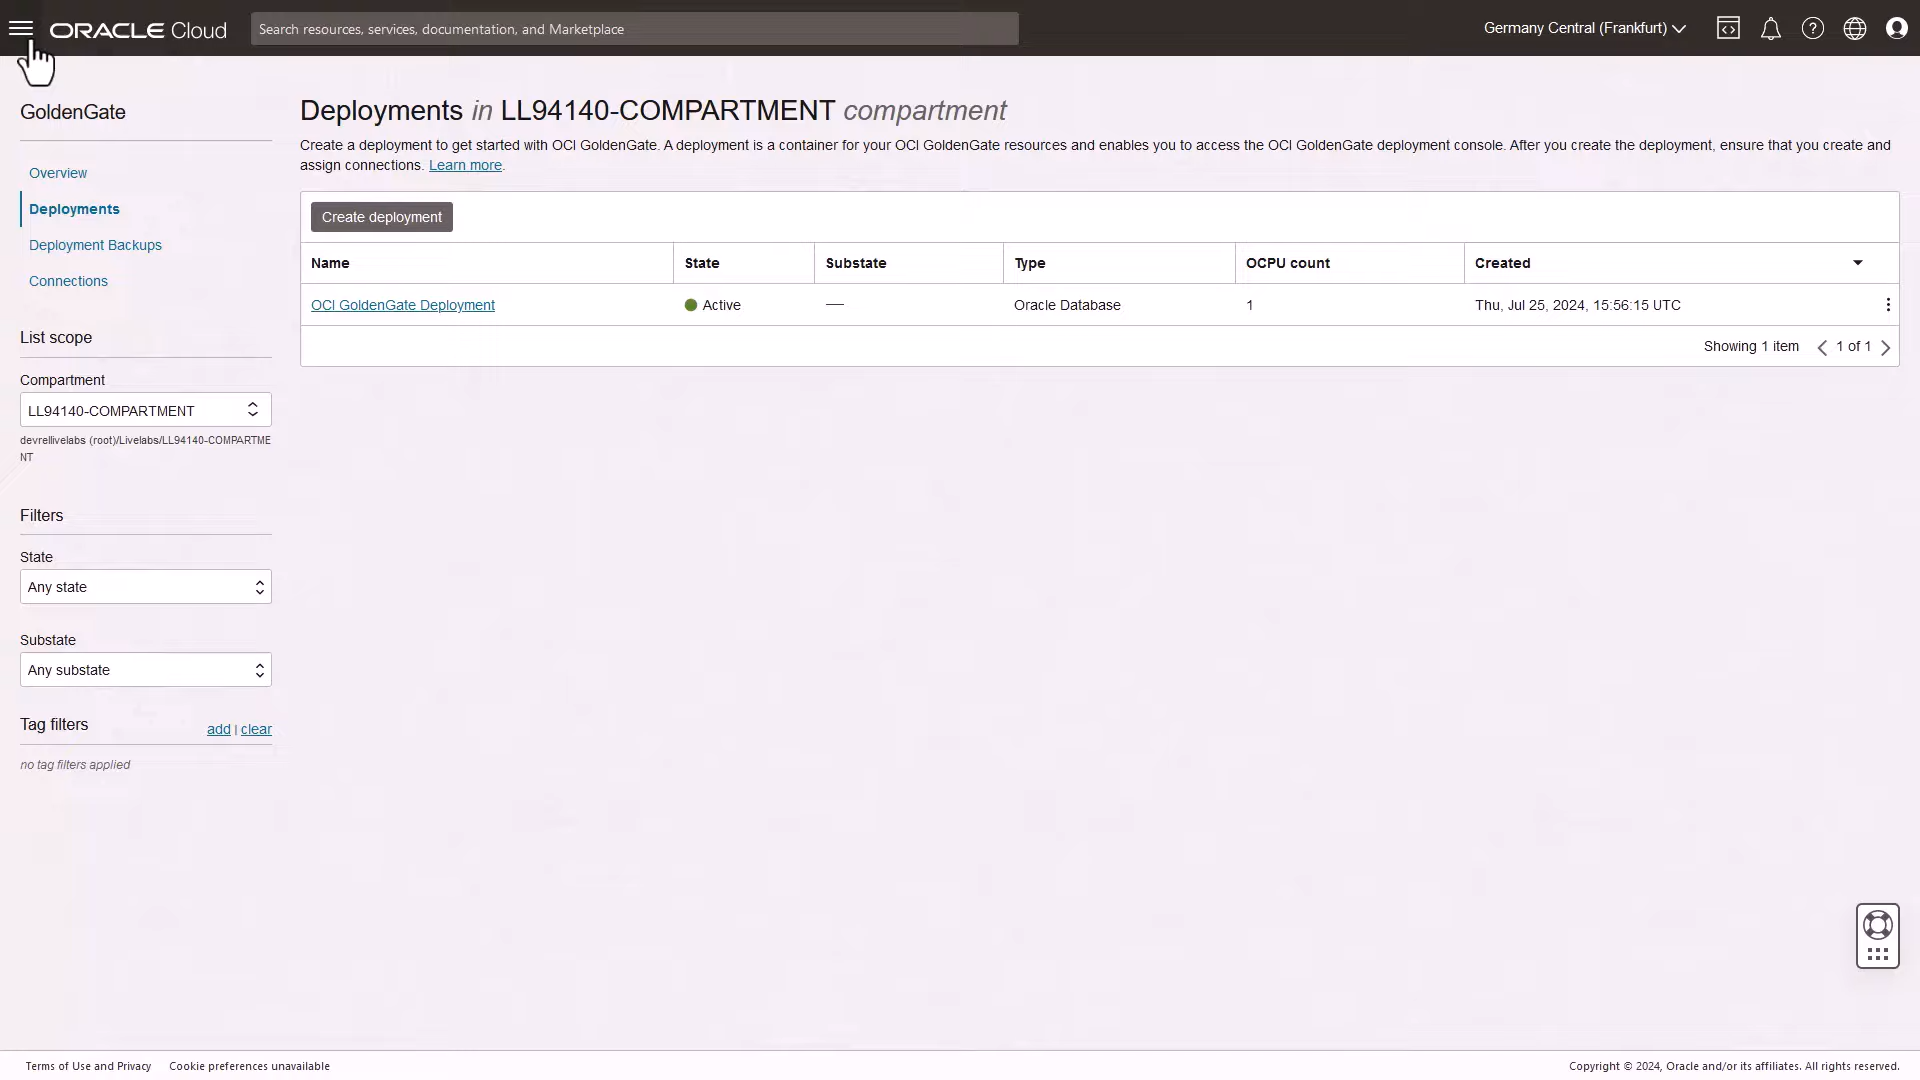 ORACLE Cloud
Search resources, services, documentation, and Marketplace
Germany Central (Frankfurt)
GoldenGate
Overview
Deployments
Deployment Backups
Connections
List scope
Compartment
LL94140-COMPARTMENT
devrellivelabs (root)/Livelabs/LL94140-COMPARTME
NT
Filters
State
Any state
Substate
Any substate
Tag filters
add | clear
no tag filters applied
Deployments in LL94140-COMPARTMENT compartment
Create a deployment to get started with OCI GoldenGate. A deployment is a container for your OCI GoldenGate resources and enables you to access the OCI GoldenGate deployment console. After you create the deployment, ensure that you create and
assign connections. Learn more.
Create deployment
Name State Substate Type OCPU count Created
OCI GoldenGate Deployment Active — Oracle Database 1 Thu, Jul 25, 2024, 15:56:15 UTC
Showing 1 item 1 of 1
Terms of Use and Privacy Cookie preferences unavailable
Copyright © 2024, Oracle and/or its affiliates. All rights reserved.